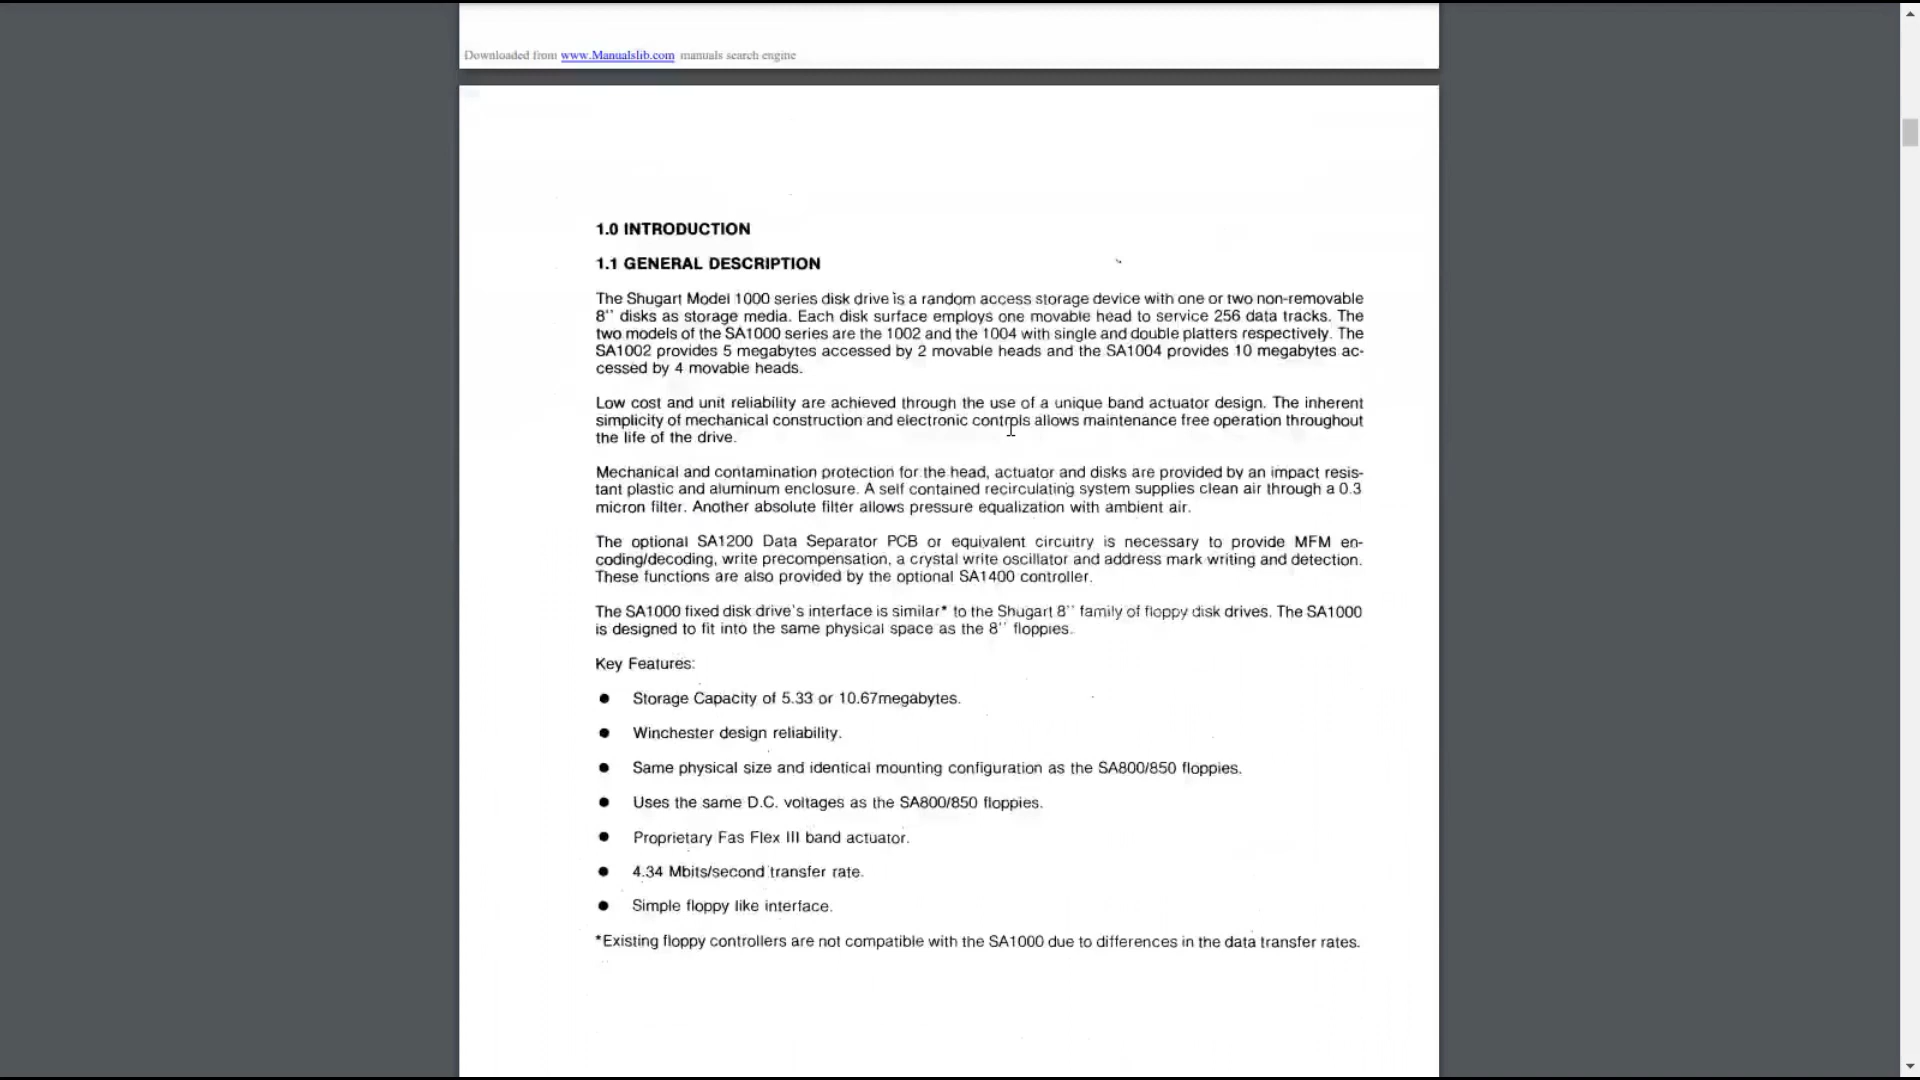 Downloaded from www.Manualslib.com manuals search engine
1.0 INTRODUCTION
1.1 GENERAL DESCRIPTION
The Shugart Model 1000 series disk drive is a random access storage device with one or two non-removable
8'' disks as storage media. Each disk surface employs one movable head to service 256 data tracks. The
two models of the SA1000 series are the 1002 and the 1004 with single and double platters respectively. The
SA1002 provides 5 megabytes accessed by 2 movable heads and the SA1004 provides 10 megabytes ac-
cessed by 4 movable heads.
Low cost and unit reliability are achieved through the use of a unique band actuator design. The inherent
simplicity of mechanical construction and electronic controls allows maintenance free operation throughout
the life of the drive.
Mechanical and contamination protection for the head, actuator and disks are provided by an impact resis-
tant plastic and aluminum enclosure. A self contained recirculating system supplies clean air through a 0.3
micron filter. Another absolute filter allows pressure equalization with ambient air.
The optional SA1200 Data Separator PCB or equivalent circuitry is necessary to provide MFM en-
coding/decoding, write precompensation, a crystal write oscillator and address mark writing and detection.
These functions are also provided by the optional SA1400 controller.
The SA1000 fixed disk drive's interface is similar* to the Shugart 8'' family of floppy disk drives. The SA1000
is designed to fit into the same physical space as the 8'' floppies.
Key Features:
● Storage Capacity of 5.33 or 10.67megabytes.
● Winchester design reliability.
● Same physical size and identical mounting configuration as the SA800/850 floppies.
● Uses the same D.C. voltages as the SA800/850 floppies.
● Proprietary Fas Flex III band actuator.
● 4.34 Mbits/second transfer rate.
● Simple floppy like interface.
*Existing floppy controllers are not compatible with the SA1000 due to differences in the data transfer rates.